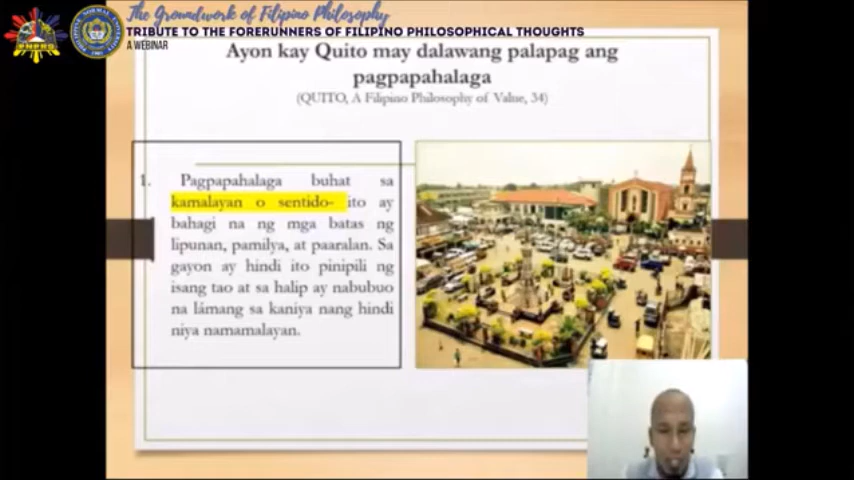 The Groundwork of Filipino Philosophy
TRIBUTE TO THE FORERUNNERS OF FILIPINO PHILOSOPHICAL THOUGHTS
A WEBINAR
Ayon kay Quito may dalawang palapag ang
pagpapahalaga
(QUITO, A Filipino Philosophy of Value, 34)
1. Pagpapahalaga buhat sa
kamalayan o sentido- ito ay
bahagi na ng mga batas ng
lipunan, pamilya, at paaralan. Sa
gayon ay hindi ito pinipili ng
isang tao at sa halip ay nabubuo
na lámang sa kaniya nang hindi
niya namamalayan.